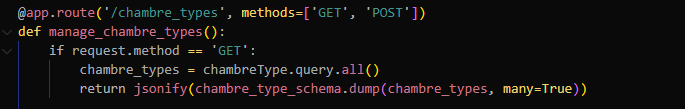 @app.route('/chambre_types', methods=['GET', 'POST'])
def manage_chambre_types():
    if request.method == 'GET':
        chambre_types = chambreType.query.all()
        return jsonify(chambre_type_schema.dump(chambre_types, many=True))